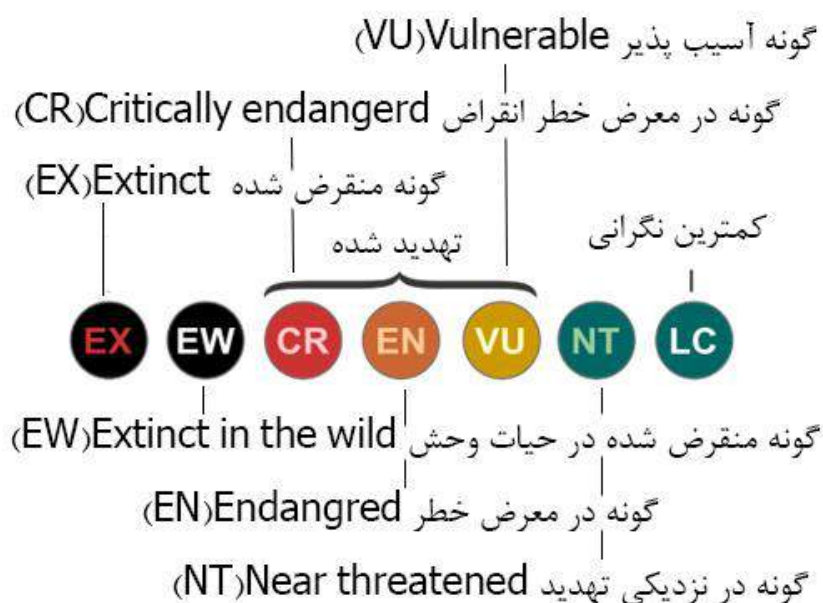 گونه آسیب پذیر Vulnerable(VU)
گونه در معرض خطر انقراض Critically endangerd(CR)
گونه منقرض شده Extinct(EX)
کمترین نگرانی
تهدید شده
EX EW CR EN VU NT LC
گونه منقرض شده در حیات وحش Extinct in the wild(EW)
گونه در معرض خطر Endangred(EN)
گونه در نزدیکی تهدید Near threatened(NT)